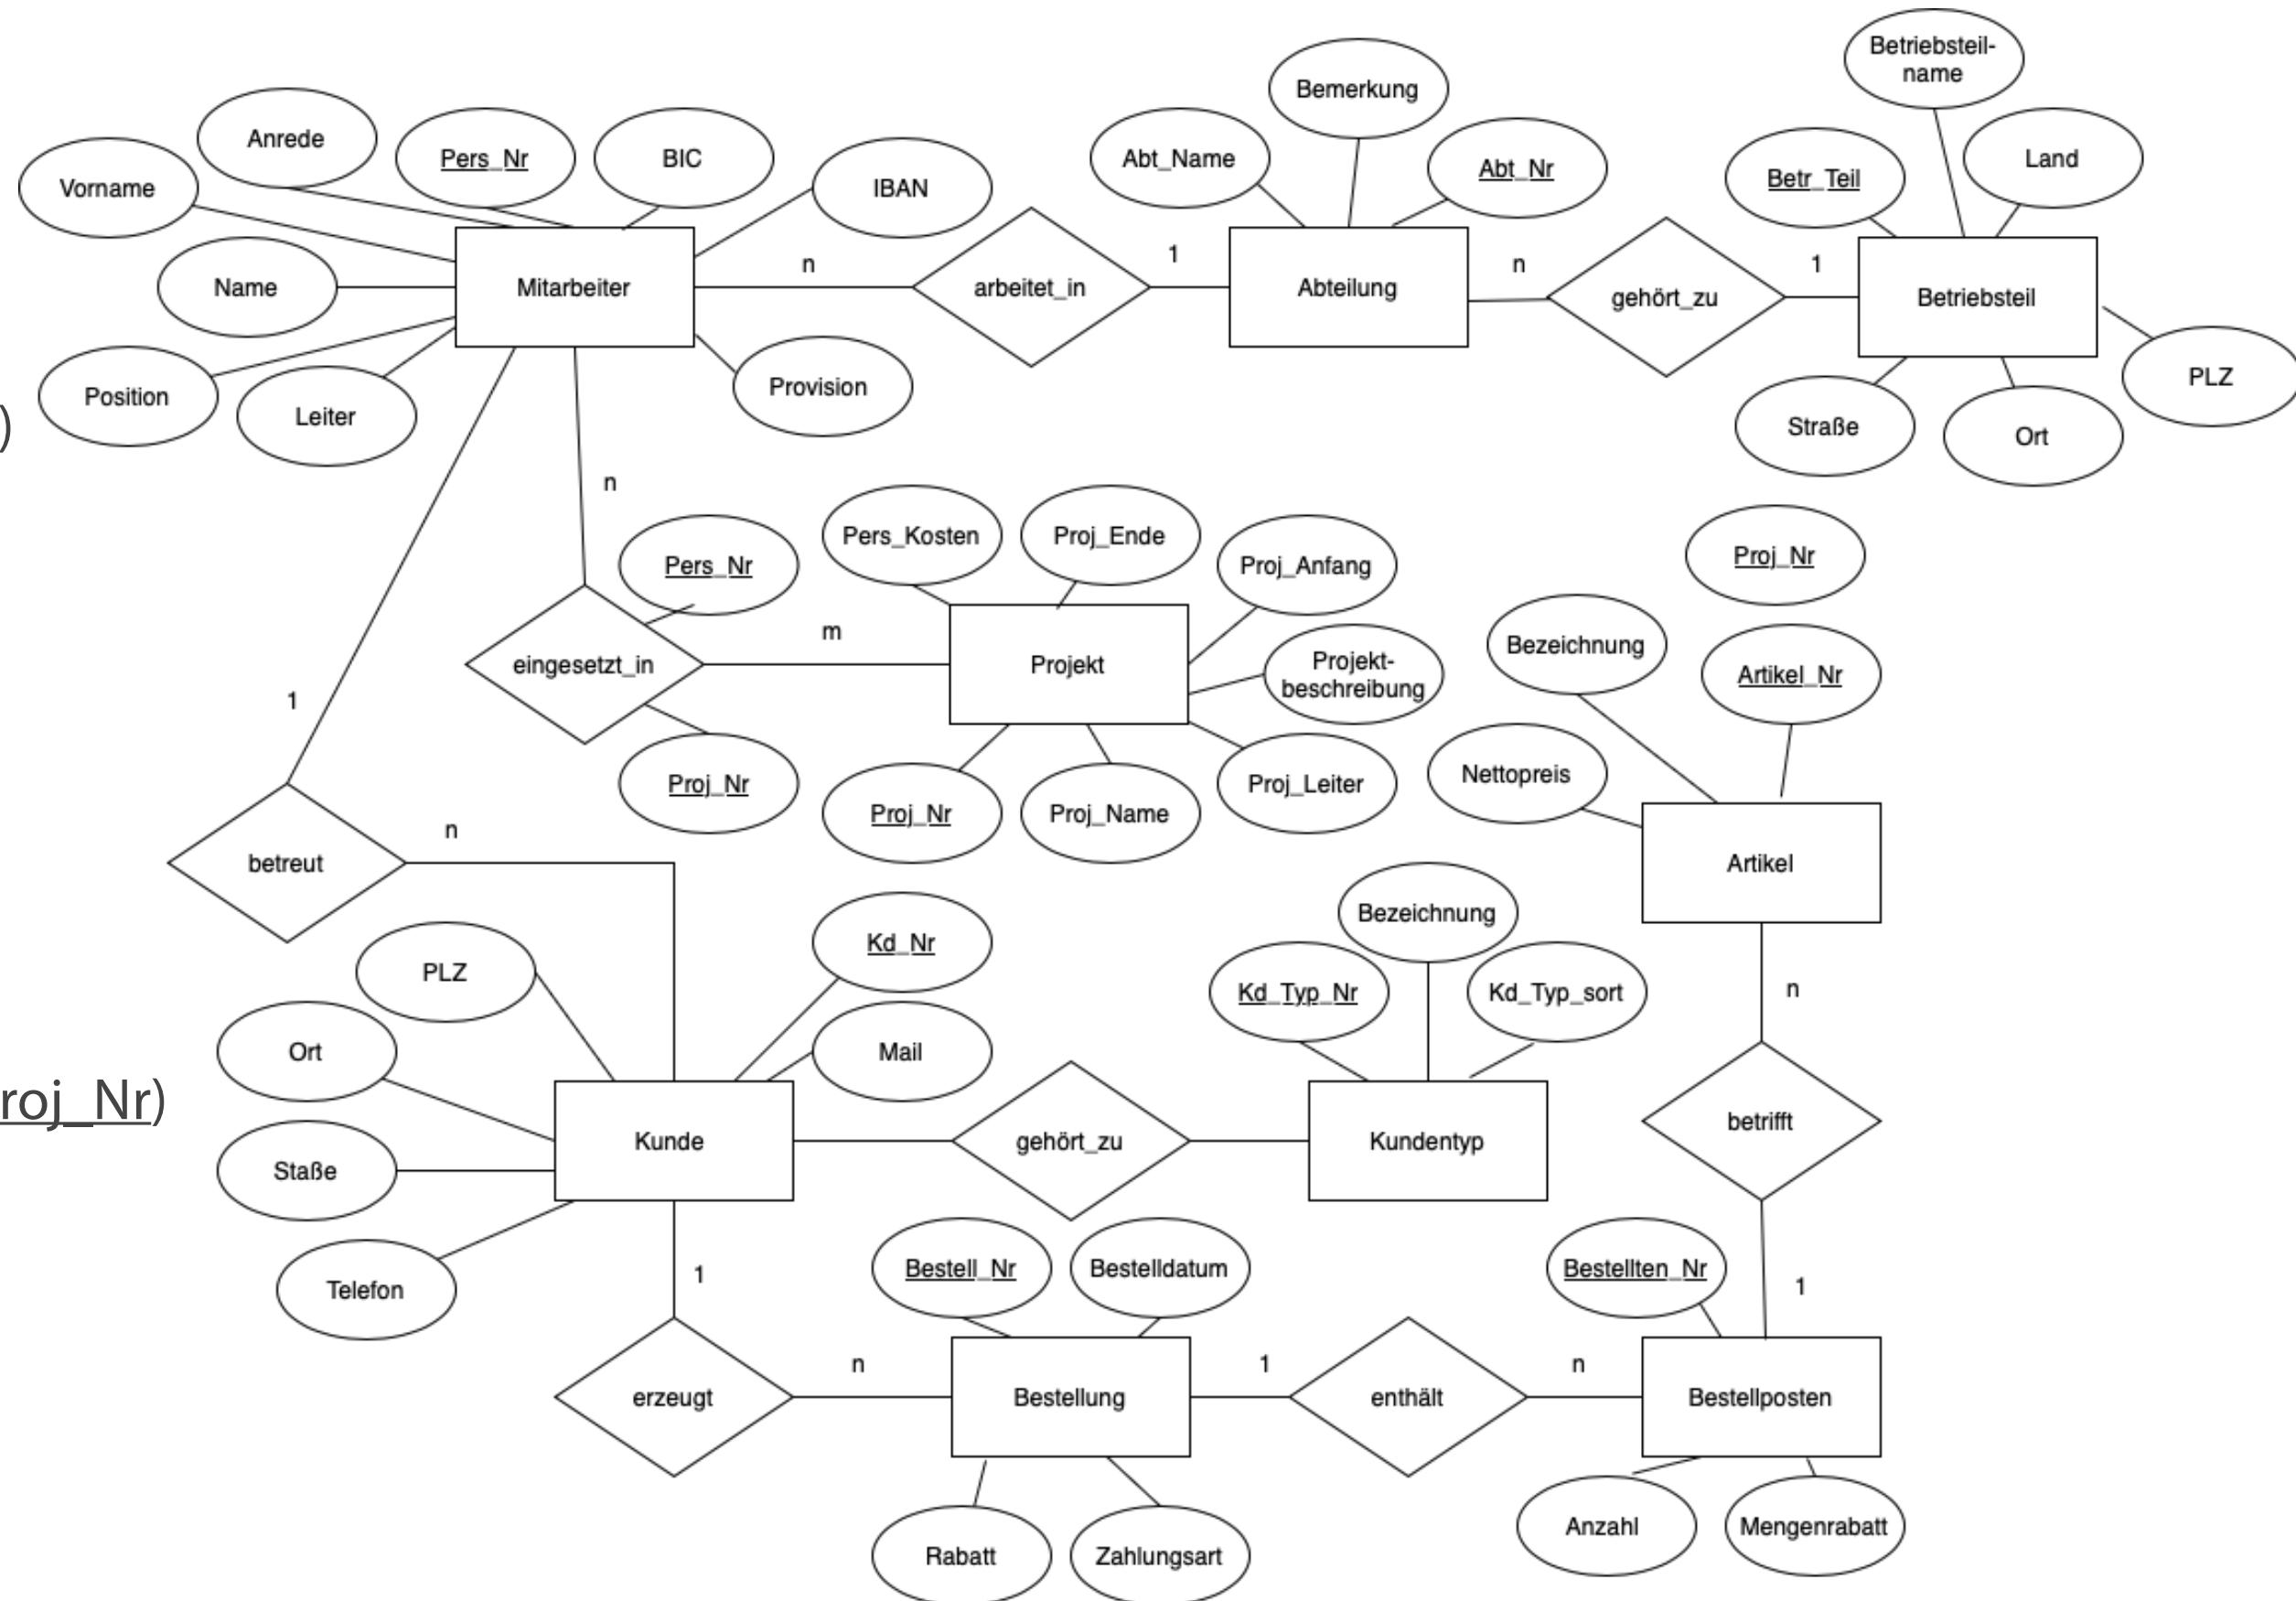 Betriebsteil-
name
Bemerkung
Anrede
Pers_Nr
BIC
Abt_Name
Abt_Nr
Land
Vorname
IBAN
Betr_Teil
n
1
n
1
Name
Mitarbeiter
arbeitet_in
Abteilung
gehört_zu
Betriebsteil
Position
Leiter
Provision
PLZ
Straße
Ort
)
n
Pers_Kosten
Proj_Ende
Pers_Nr
Proj_Anfang
Proj_Nr
m
Bezeichnung
eingesetzt_in
Projekt
Projekt-
beschreibung
Artikel_Nr
1
Proj_Nr
Proj_Nr
Proj_Name
Proj_Leiter
Nettopreis
n
betreut
Artikel
Bezeichnung
Kd_Nr
PLZ
Kd_Typ_Nr
Kd_Typ_sort
n
Ort
Mail
roj_Nr)
betrifft
Kunde
gehört_zu
Kundentyp
Staße
Telefon
1
Bestell_Nr
Bestelldatum
Bestellten_Nr
1
n
1
n
erzeugt
Bestellung
enthält
Bestellposten
Anzahl
Mengenrabatt
Rabatt
Zahlungsart